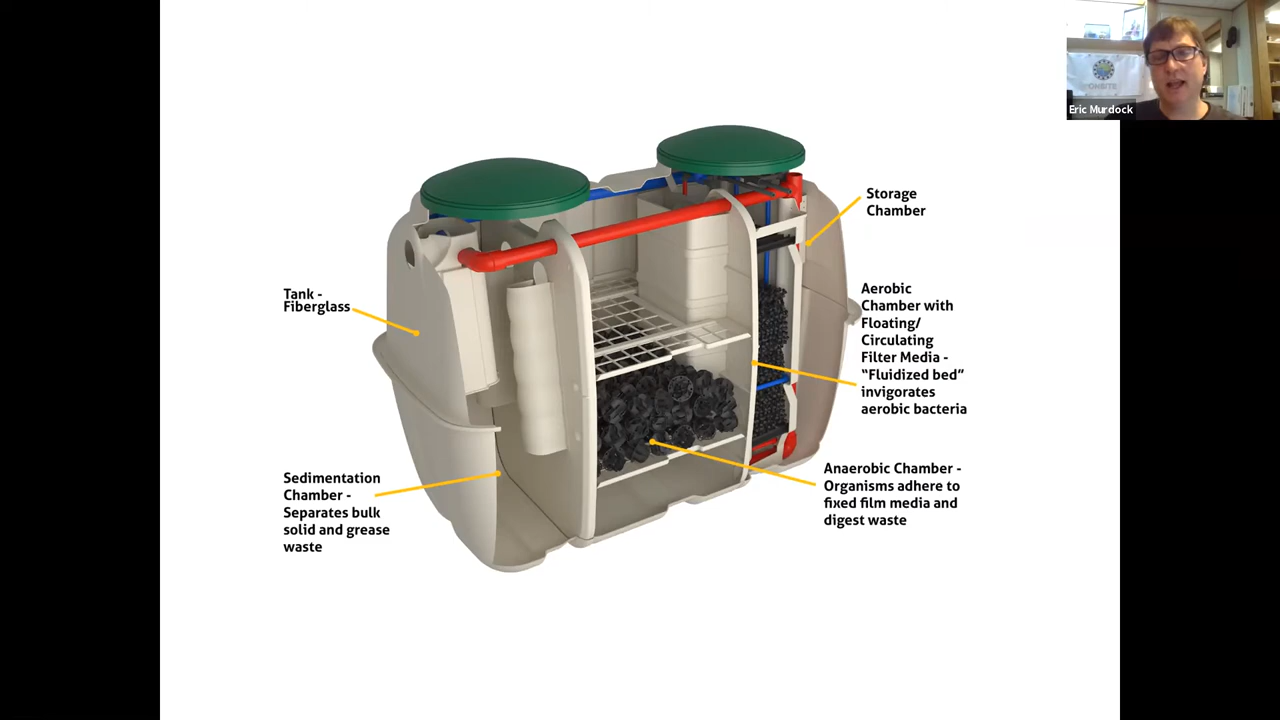 ONSITE
Eric Murdock
Storage
Chamber
Tank -
Fiberglass
Aerobic
Chamber with
Floating/
Circulating
Filter Media -
“Fluidized bed”
invigorates
aerobic bacteria
Sedimentation
Chamber -
Separates bulk
solid and grease
waste
Anaerobic Chamber -
Organisms adhere to
fixed film media and
digest waste